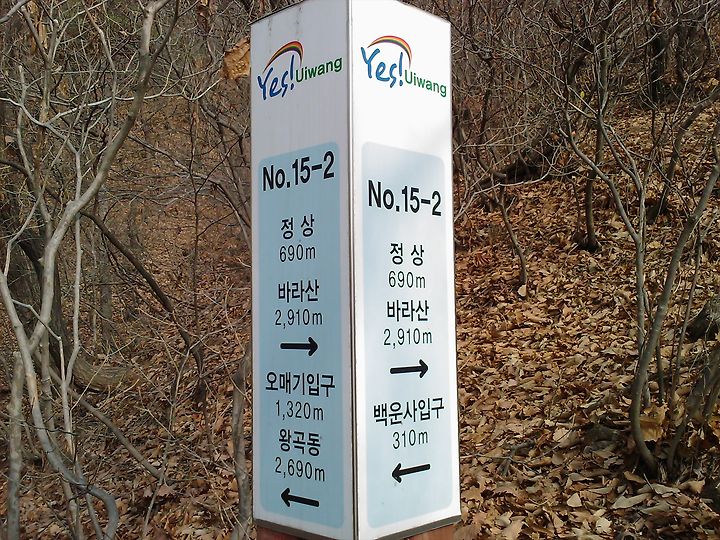 Yes! Uiwang
No.15-2
정상
690m
바라산
2,910m
→
오매기입구
1,320m
왕곡동
2,690m
←
Yes! Uiwang
No.15-2
정상
690m
바라산
2,910m
→
백운사입구
310m
←